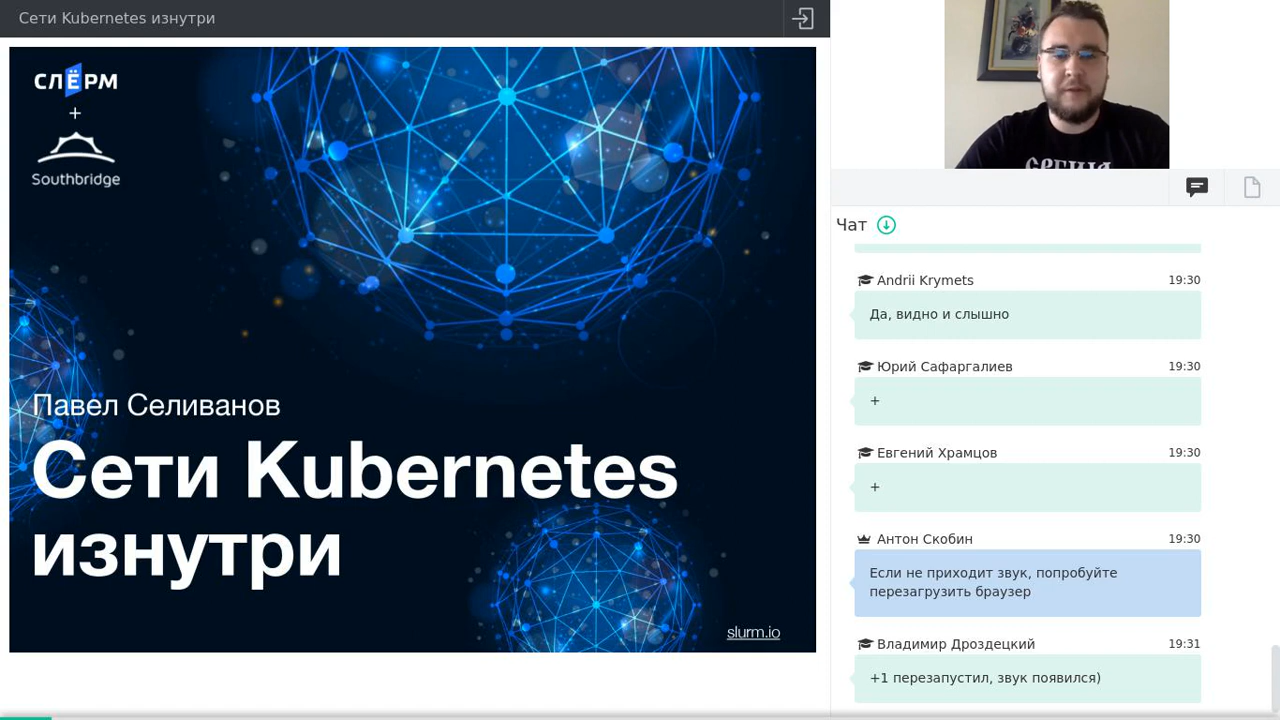 Сети Kubernetes изнутри
СЛЁРМ
+
Southbridge
Павел Селиванов
Сети Kubernetes
изнутри
slurm.io
Чат
Andrii Krymets 19:30
Да, видно и слышно
Юрий Сафаргалиев 19:30
+
Евгений Храмцов 19:30
+
Антон Скобин 19:30
Если не приходит звук, попробуйте
перезагрузить браузер
Владимир Дроздецкий 19:31
+1 перезапустил, звук появился)